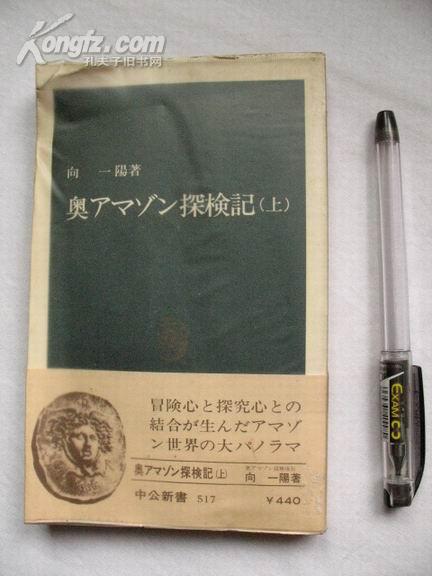 Kongfz.com
孔夫子旧书网
向 一陽著
奥アマゾン探検記(上)
冒険心と探究心との
結合が生んだアマゾ
ン世界の大パノラマ
奥アマゾン探検記(上)
向 一陽著
中公新書 517
¥440
EXAM